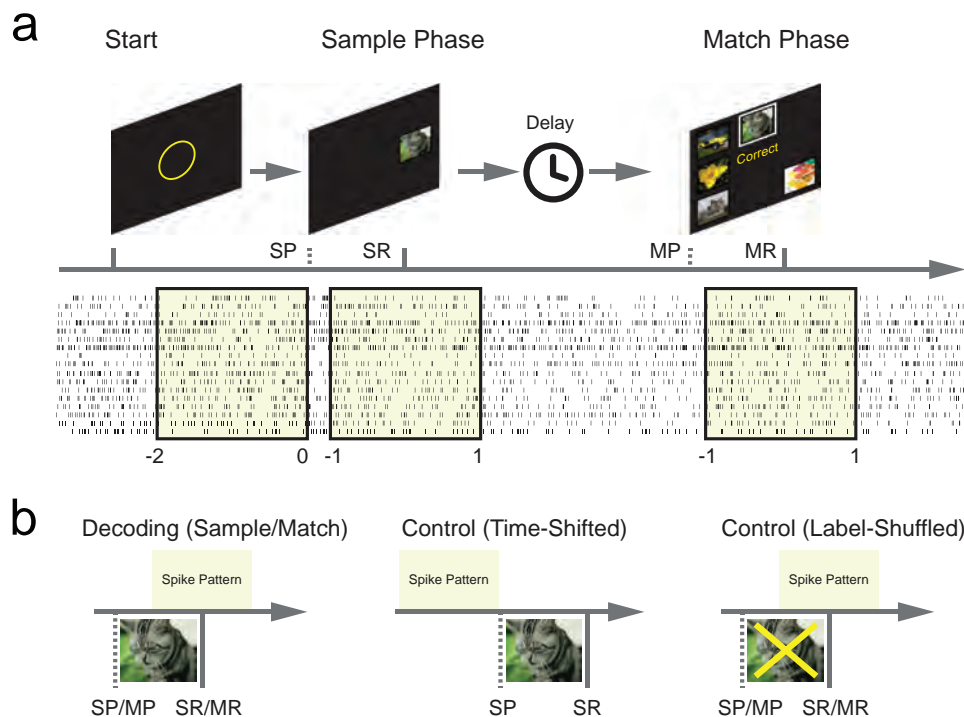 a
Start
Sample Phase
Match Phase
Delay
Correct
SP
SR
MP
MR
-2
0
-1
1
-1
1
b
Decoding (Sample/Match)
Control (Time-Shifted)
Control (Label-Shuffled)
Spike Pattern
Spike Pattern
Spike Pattern
SP/MP
SR/MR
SP
SR
SP/MP
SR/MR